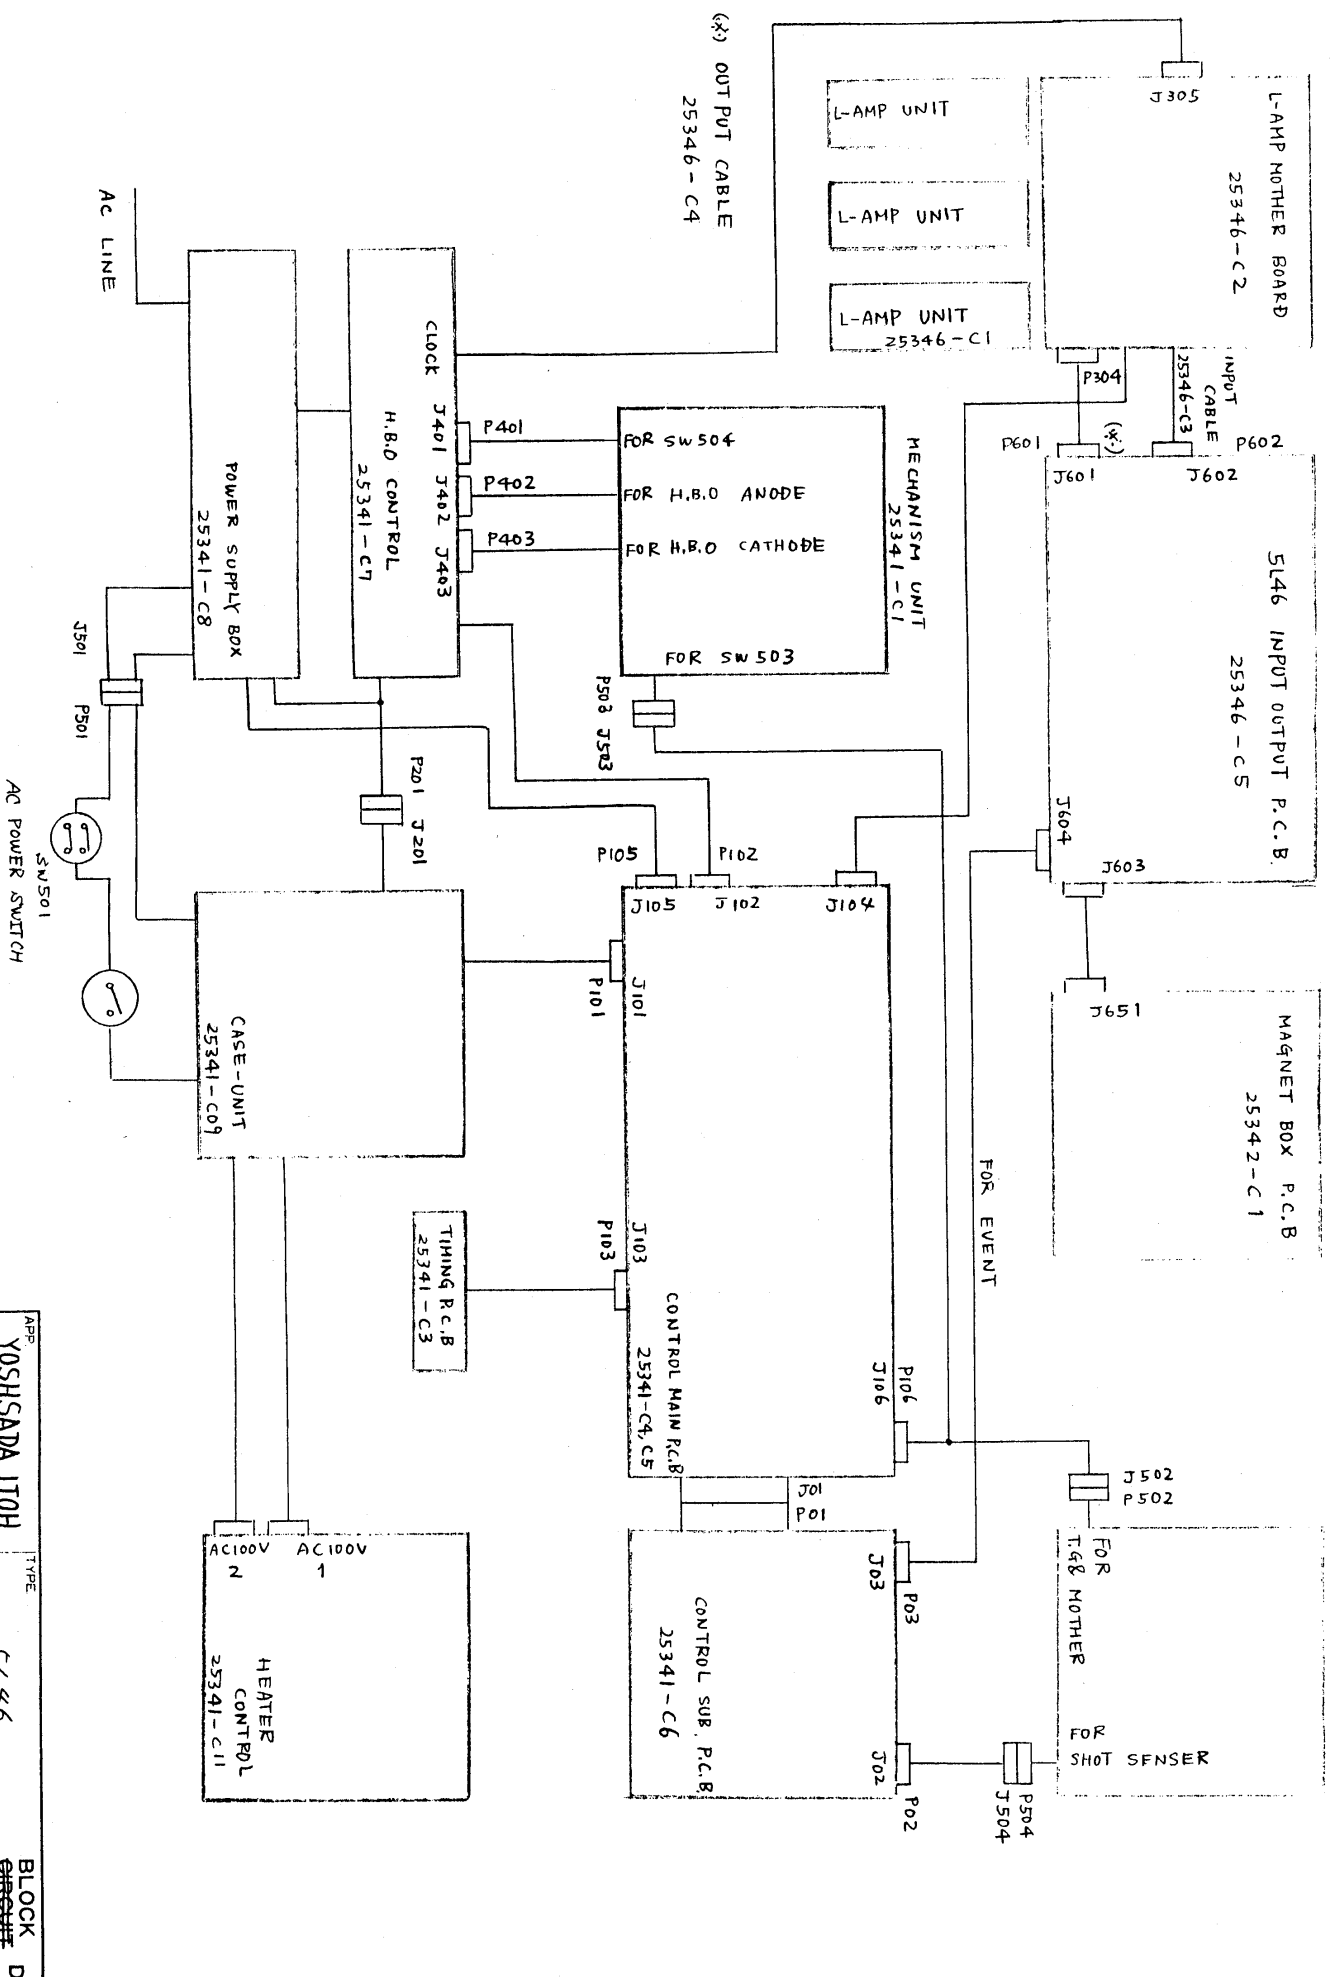 (※) OUTPUT CABLE
25346-C4
J305
L-AMP MOTHER BOARD
25346-C2
L-AMP UNIT
L-AMP UNIT
L-AMP UNIT
25346-C1
P304
25346-C3
INPUT
CABLE
P601
(※)
P602
J601
J602
5L46 INPUT OUTPUT P.C.B
25346-C5
J604
J603
J651
MAGNET BOX P.C.B
25342-C1
AC LINE
CLOCK
J401
J402
J403
H.B.O CONTROL
25341-C7
P401
P402
P403
FOR SW504
FOR H.B.O ANODE
FOR H.B.O CATHODE
FOR SW503
MECHANISM UNIT
25341-C1
POWER SUPPLY BOX
25341-C8
J501
P501
P503
J503
P201
J201
SW501
AC POWER SWITCH
P105
P102
J105
J102
J104
J101
P101
CASE-UNIT
25341-C09
FOR EVENT
J103
P103
TIMING P.C.B
25341-C3
CONTROL MAIN P.C.B
25341-C4, C5
J106
P106
J01
P01
J502
P502
FOR
T.G& MOTHER
FOR
SHOT SENSER
J03
P03
J02
P02
P504
J504
CONTROL SUB. P.C.B
25341-C6
AC100V
2
AC100V
1
HEATER
CONTROL
25341-C11
APP.
YOSHSADA ITOH
TYPE
BLOCK
CIRCUIT